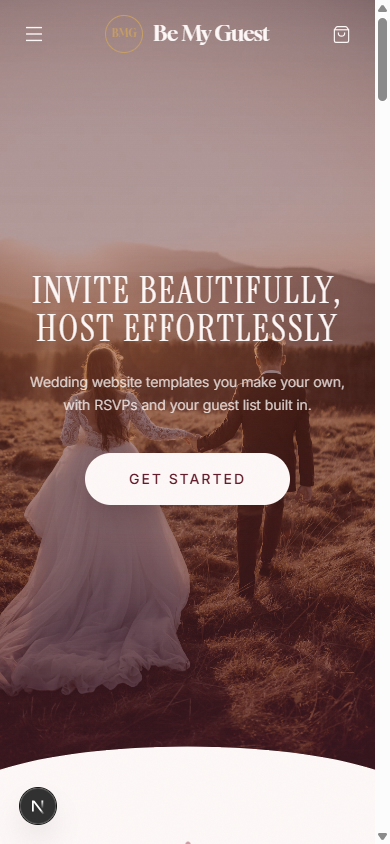 BMG
Be My Guest
INVITE BEAUTIFULLY,
HOST EFFORTLESSLY
Wedding website templates you make your own,
with RSVPs and your guest list built in.
GET STARTED
N